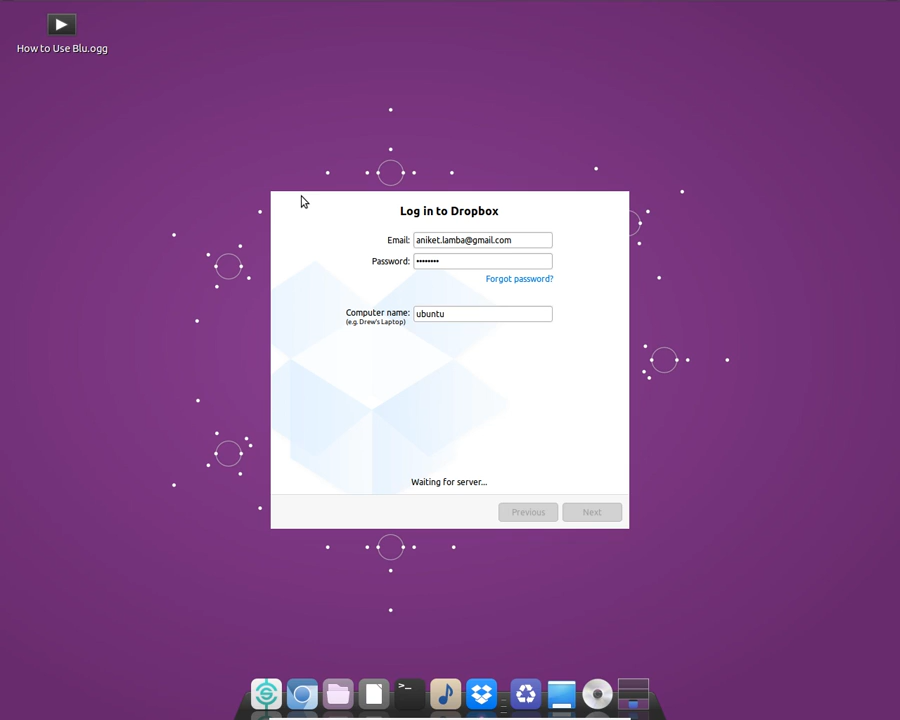 How to Use Blu.ogg
Log in to Dropbox
Email: aniket.lamba@gmail.com
Password: ••••••••
Forgot password?
Computer name: ubuntu
(e.g. Drew's Laptop)
Waiting for server...
Previous Next
>_